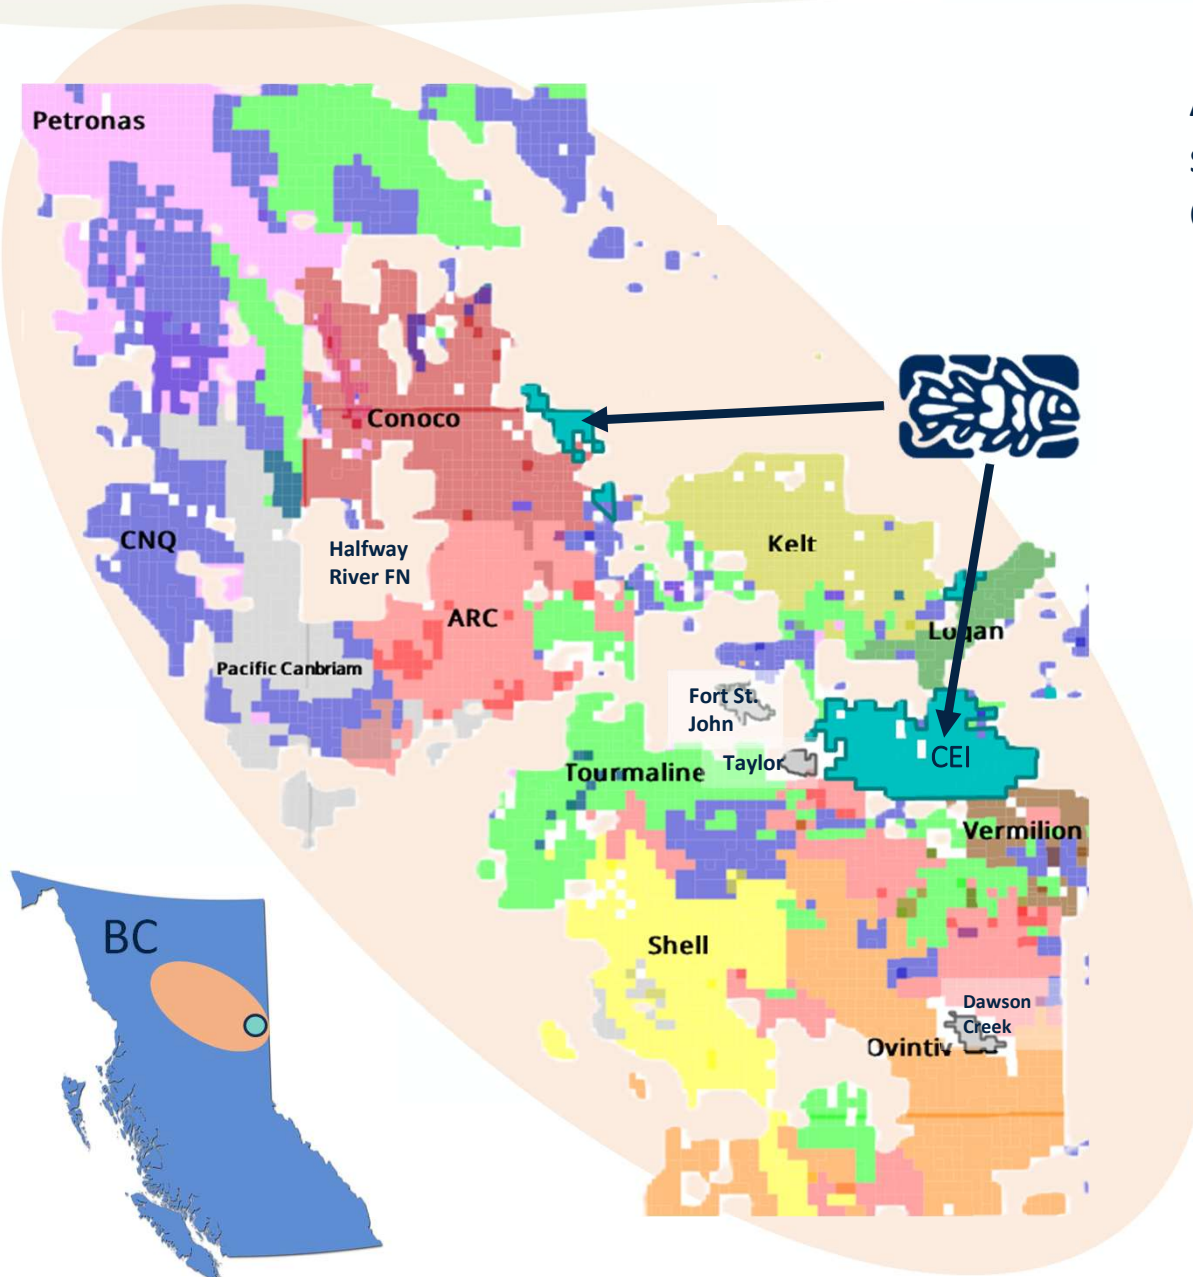 Petronas
Conoco
CNQ
Halfway
River FN
Kelt
ARC
Logan
Pacific Canbriam
Fort St.
John
Taylor
Tourmaline
CEI
Vermilion
BC
Shell
Dawson
Creek
Ovintiv